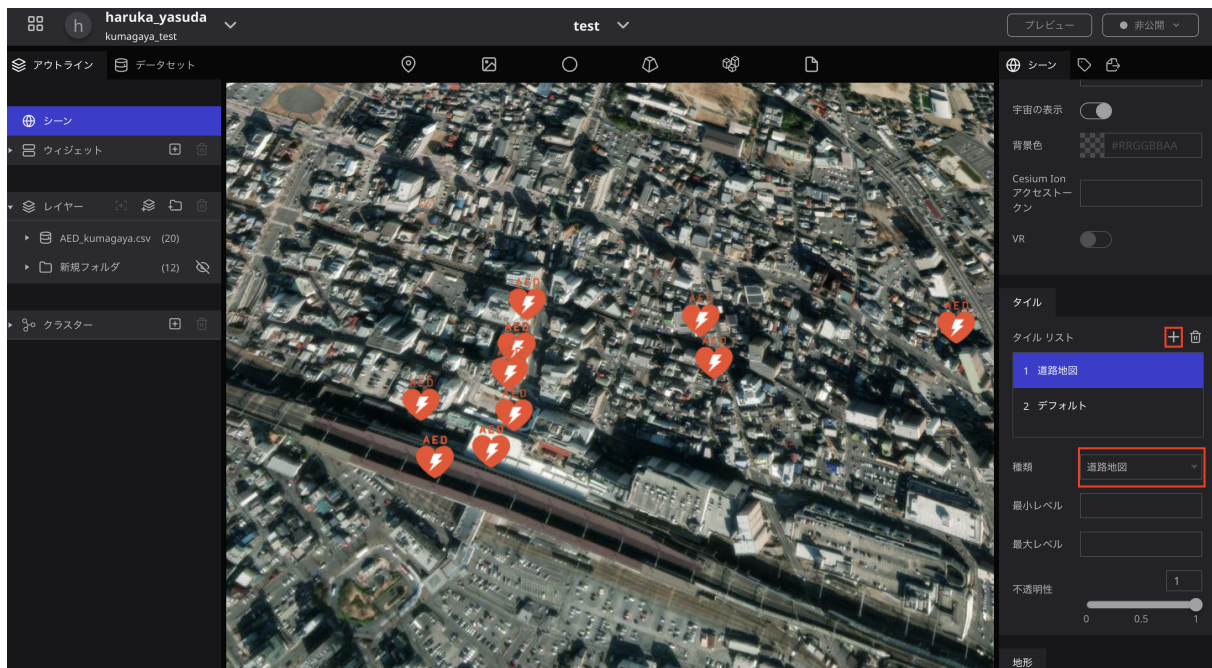 h
haruka_yasuda
kumagaya_test
test
プレビュー
非公開
アウトライン
データセット
シーン
シーン
ウィジェット
レイヤー
AED_kumagaya.csv (20)
新規フォルダ (12)
クラスター
AED
AED
AED
AED
AED
AED
AED
AED
AED
宇宙の表示
背景色
#RRGGBBAA
Cesium Ion
アクセストー
クン
VR
タイル
タイル リスト
1 道路地図
2 デフォルト
種類
道路地図
最小レベル
最大レベル
不透明性
1
0
0.5
1
地形